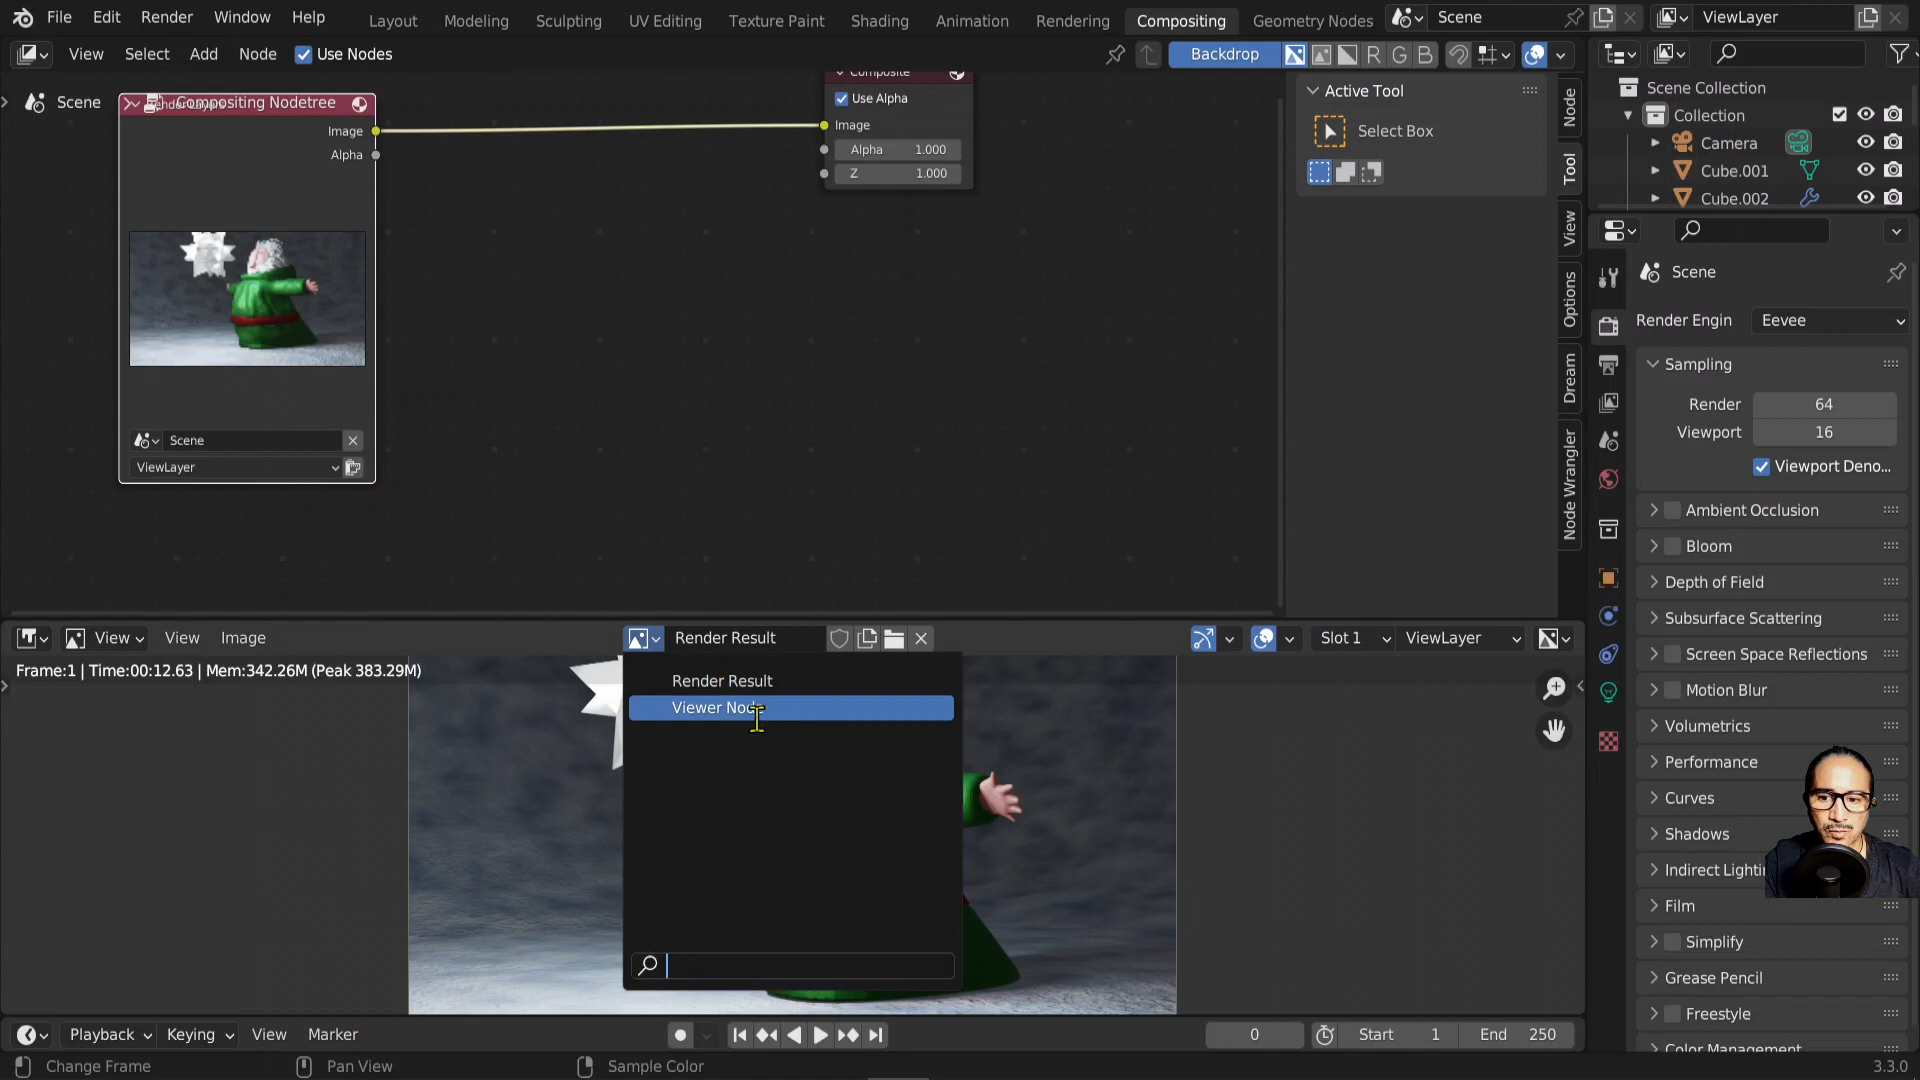 File Edit Render Window Help Layout Modeling Sculpting UV Editing Texture Paint Shading Animation Rendering Compositing Geometry Nodes Scene ViewLayer
View Select Add Node Use Nodes Backdrop R G B
Scene
Compositing Nodetree
Image
Alpha
Scene
ViewLayer
Composite
Use Alpha
Image
Alpha 1.000
Z 1.000
Active Tool
Select Box
Node
Tool
View
Options
Dream
Node Wrangler
Scene Collection
Collection
Camera
Cube.001
Cube.002
Scene
Render Engin Eevee
Sampling
Render 64
Viewport 16
Viewport Deno...
Ambient Occlusion
Bloom
Depth of Field
Subsurface Scattering
Screen Space Reflections
Motion Blur
Volumetrics
Performance
Curves
Shadows
Indirect Lighti
Film
Simplify
Grease Pencil
Freestyle
Color Management
View View Image Render Result Slot 1 ViewLayer
Frame:1 | Time:00:12.63 | Mem:342.26M (Peak 383.29M)
Render Result
Viewer Node
Playback Keying View Marker 0 Start 1 End 250
Change Frame Pan View Sample Color 3.3.0